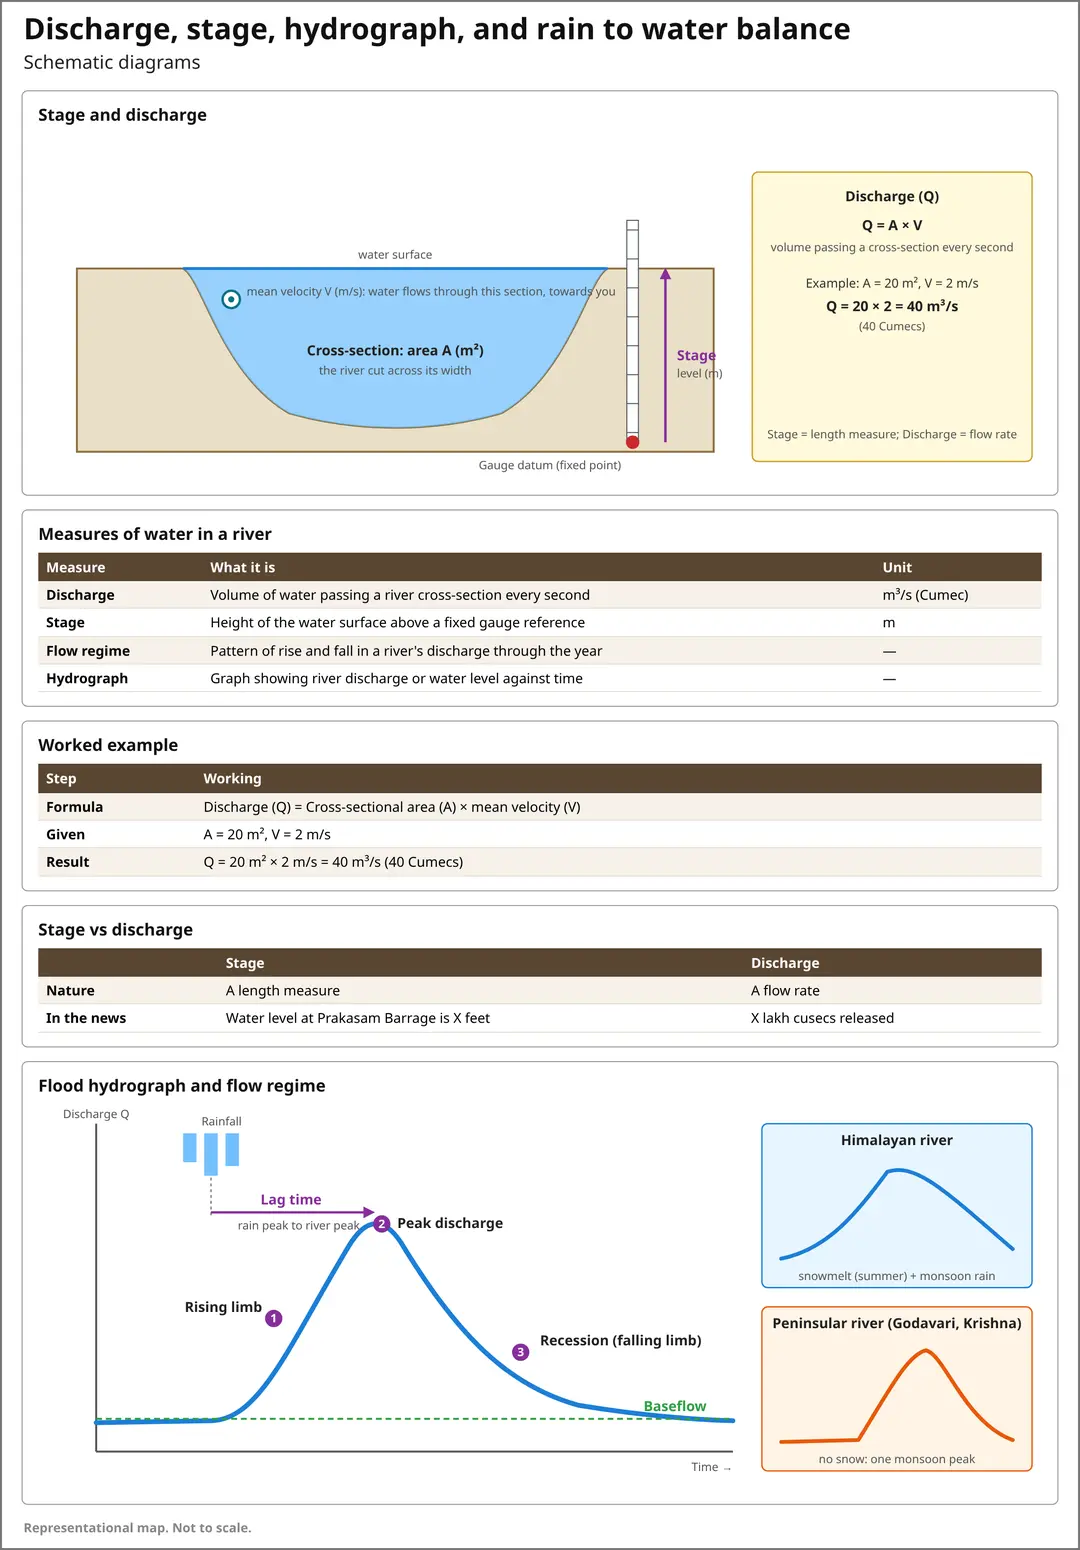 Discharge, stage, hydrograph, and rain to water balance
Schematic diagrams
Stage and discharge
water surface
mean velocity V (m/s): water flows through this section, towards you
Cross-section: area A (m²)
the river cut across its width
Stage
level (m)
Gauge datum (fixed point)
Discharge (Q)
Q = A × V
volume passing a cross-section every second
Example: A = 20 m², V = 2 m/s
Q = 20 × 2 = 40 m³/s
(40 Cumecs)
Stage = length measure; Discharge = flow rate
Measures of water in a river
Measure What it is Unit
Discharge Volume of water passing a river cross-section every second m³/s (Cumec)
Stage Height of the water surface above a fixed gauge reference m
Flow regime Pattern of rise and fall in a river's discharge through the year —
Hydrograph Graph showing river discharge or water level against time —
Worked example
Step Working
Formula Discharge (Q) = Cross-sectional area (A) × mean velocity (V)
Given A = 20 m², V = 2 m/s
Result Q = 20 m² × 2 m/s = 40 m³/s (40 Cumecs)
Stage vs discharge
Stage Discharge
Nature A length measure A flow rate
In the news Water level at Prakasam Barrage is X feet X lakh cusecs released
Flood hydrograph and flow regime
Discharge Q
Rainfall
Lag time
rain peak to river peak
2 Peak discharge
Rising limb 1
3 Recession (falling limb)
Baseflow
Time →
Himalayan river
snowmelt (summer) + monsoon rain
Peninsular river (Godavari, Krishna)
no snow: one monsoon peak
Representational map. Not to scale.